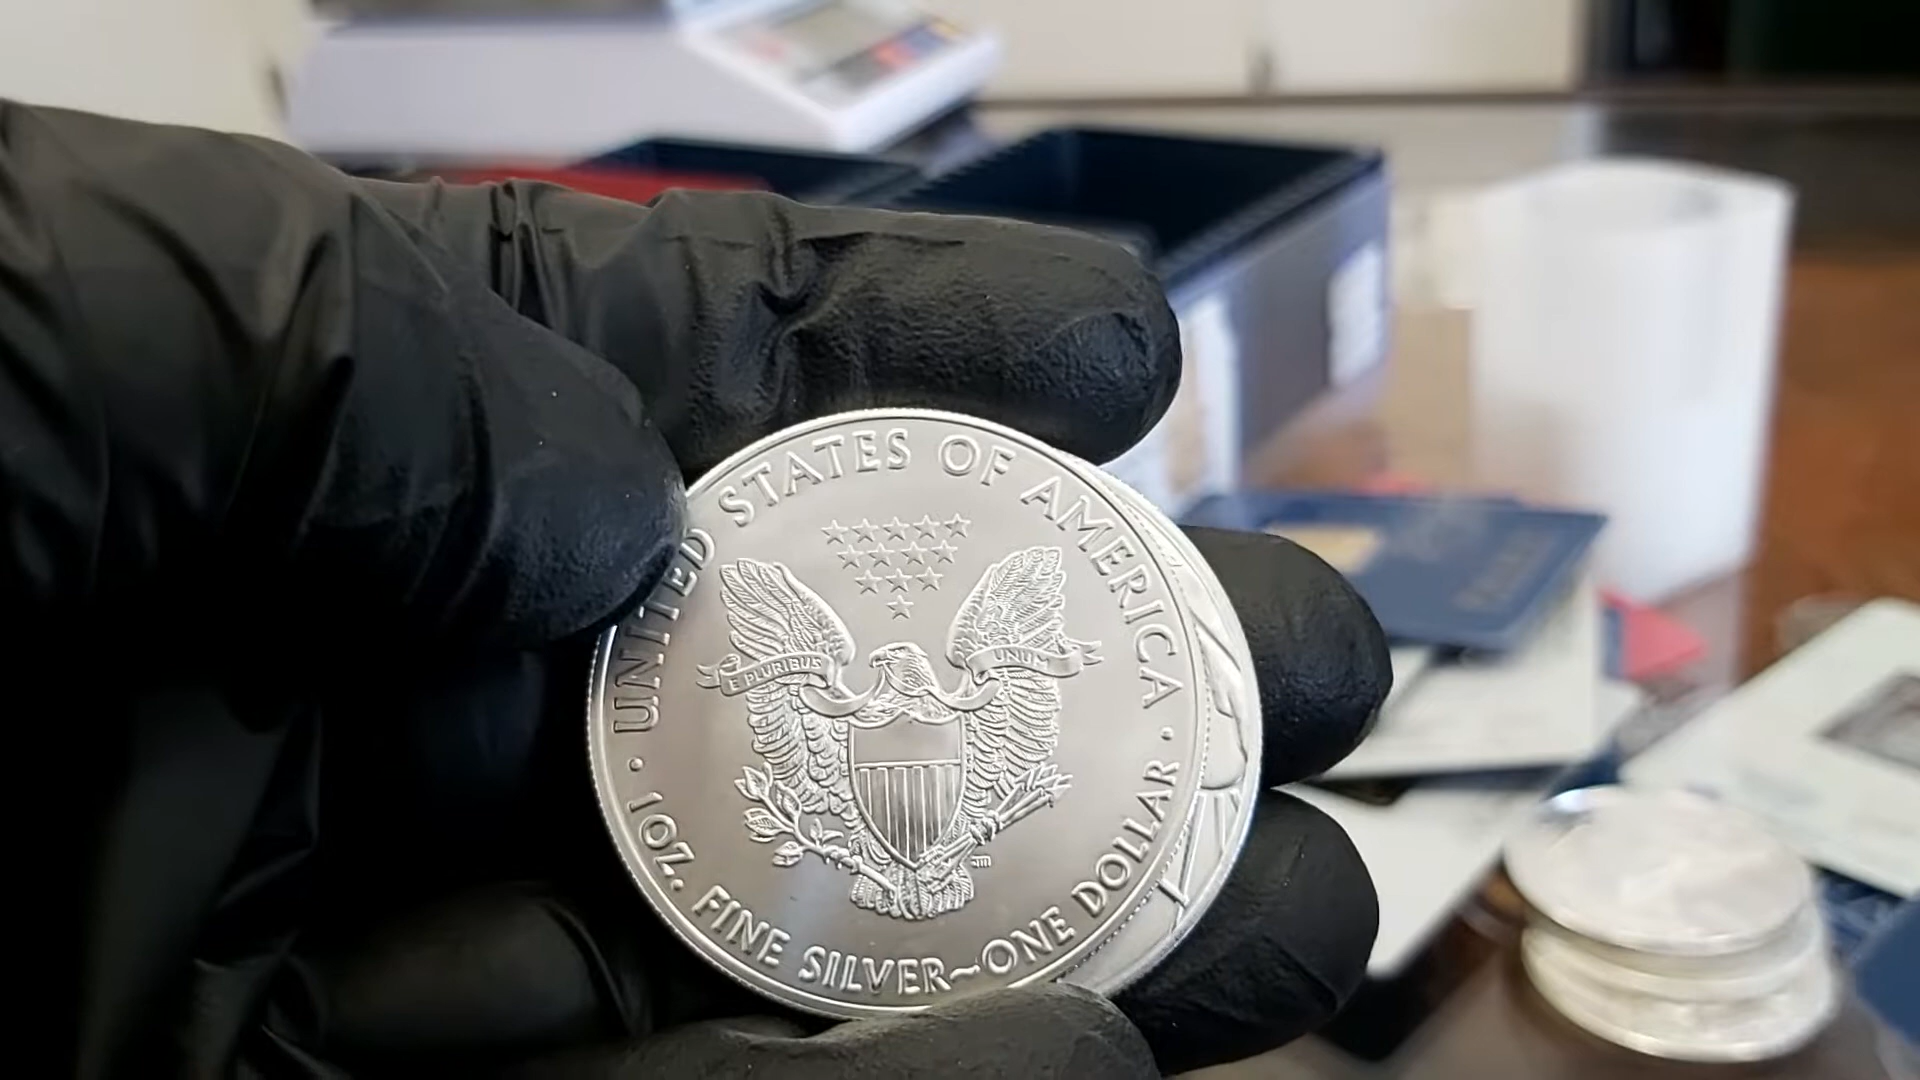 UNITED STATES OF AMERICA
E PLURIBUS UNUM
1 OZ. FINE SILVER~ONE DOLLAR